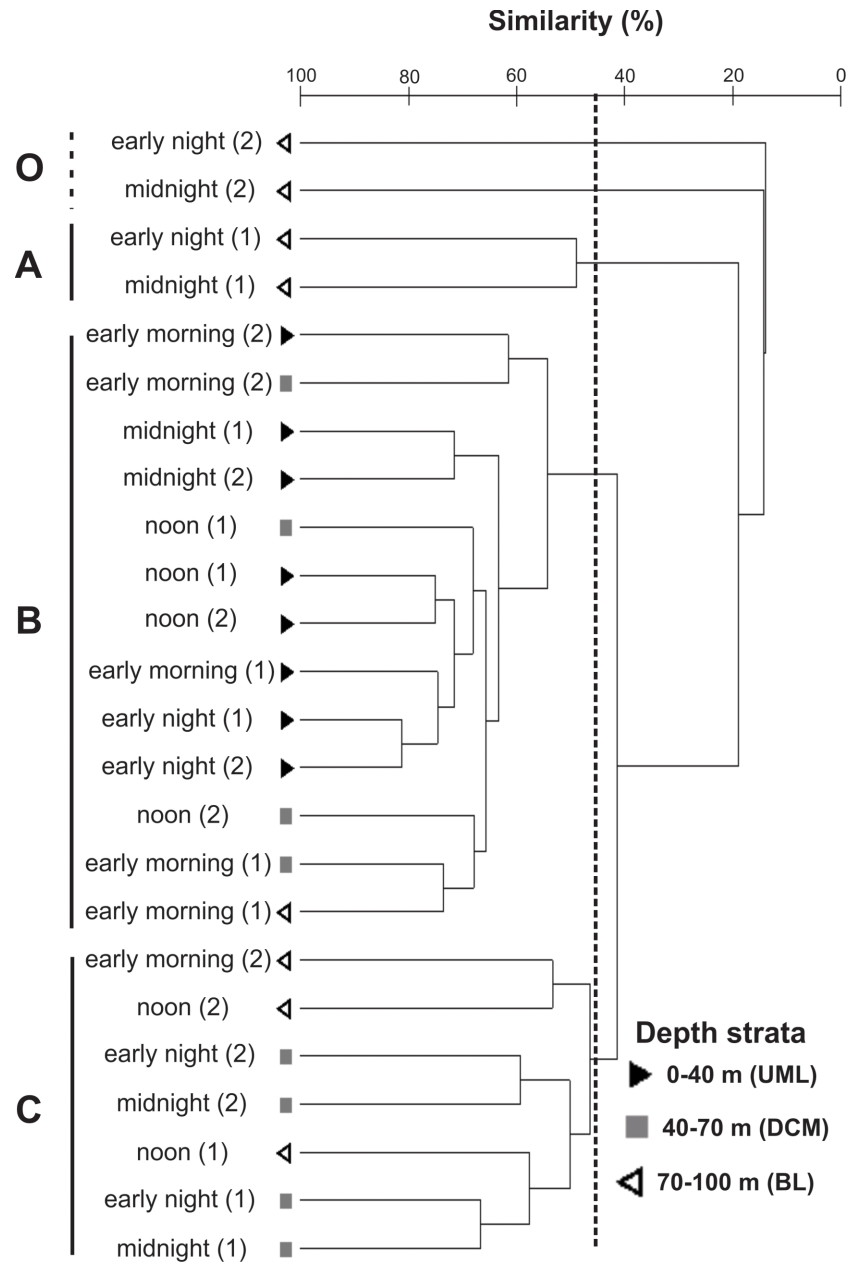 Similarity (%)
100 80 60 40 20 0
O
early night (2)
midnight (2)
A
early night (1)
midnight (1)
B
early morning (2)
early morning (2)
midnight (1)
midnight (2)
noon (1)
noon (1)
noon (2)
early morning (1)
early night (1)
early night (2)
noon (2)
early morning (1)
early morning (1)
C
early morning (2)
noon (2)
early night (2)
midnight (2)
noon (1)
early night (1)
midnight (1)
Depth strata
0-40 m (UML)
40-70 m (DCM)
70-100 m (BL)